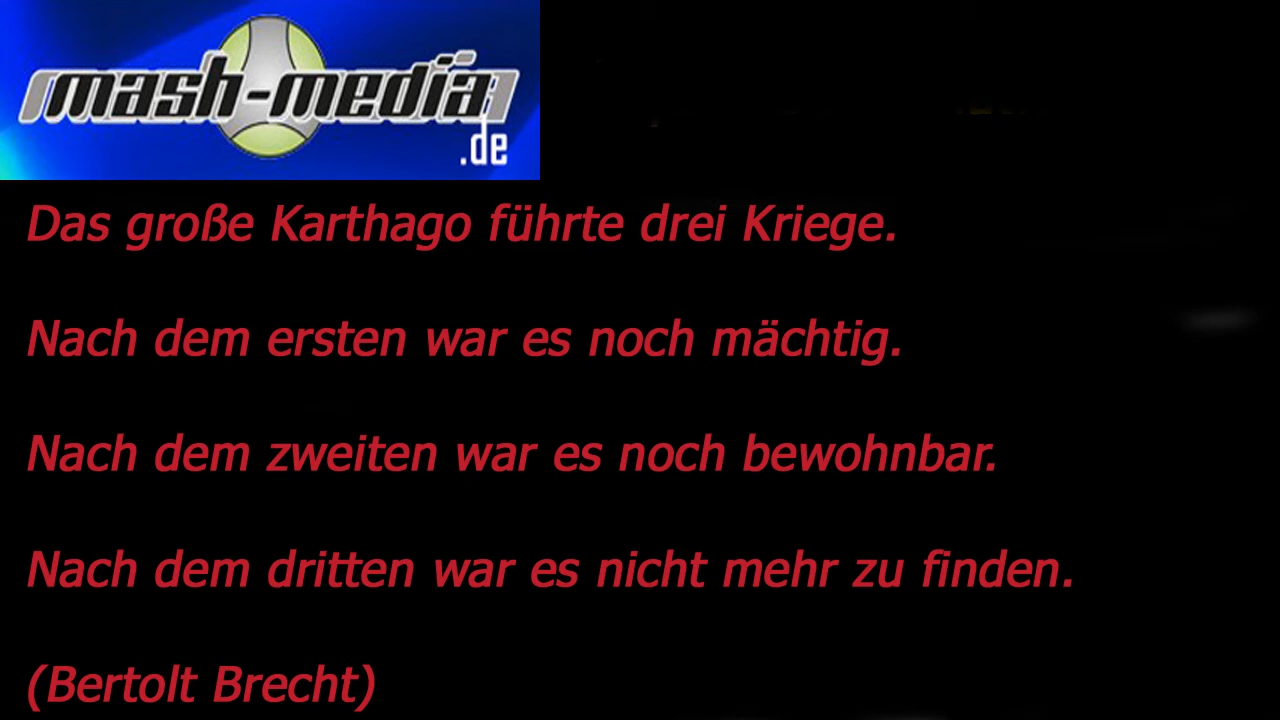 mash-media
.de
Das große Karthago führte drei Kriege.
Nach dem ersten war es noch mächtig.
Nach dem zweiten war es noch bewohnbar.
Nach dem dritten war es nicht mehr zu finden.
(Bertolt Brecht)